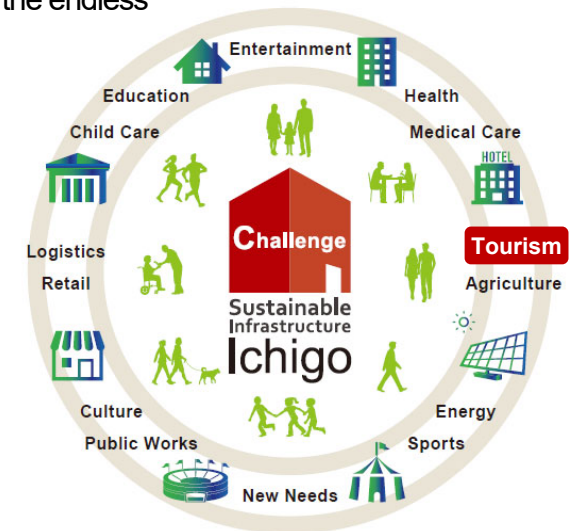 the endless
Entertainment
Education
Health
Child Care
Medical Care
HOTEL
Challenge
Tourism
Logistics
Retail
Agriculture
Sustainable
Infrastructure
Ichigo
Culture
Energy
Public Works
Sports
New Needs